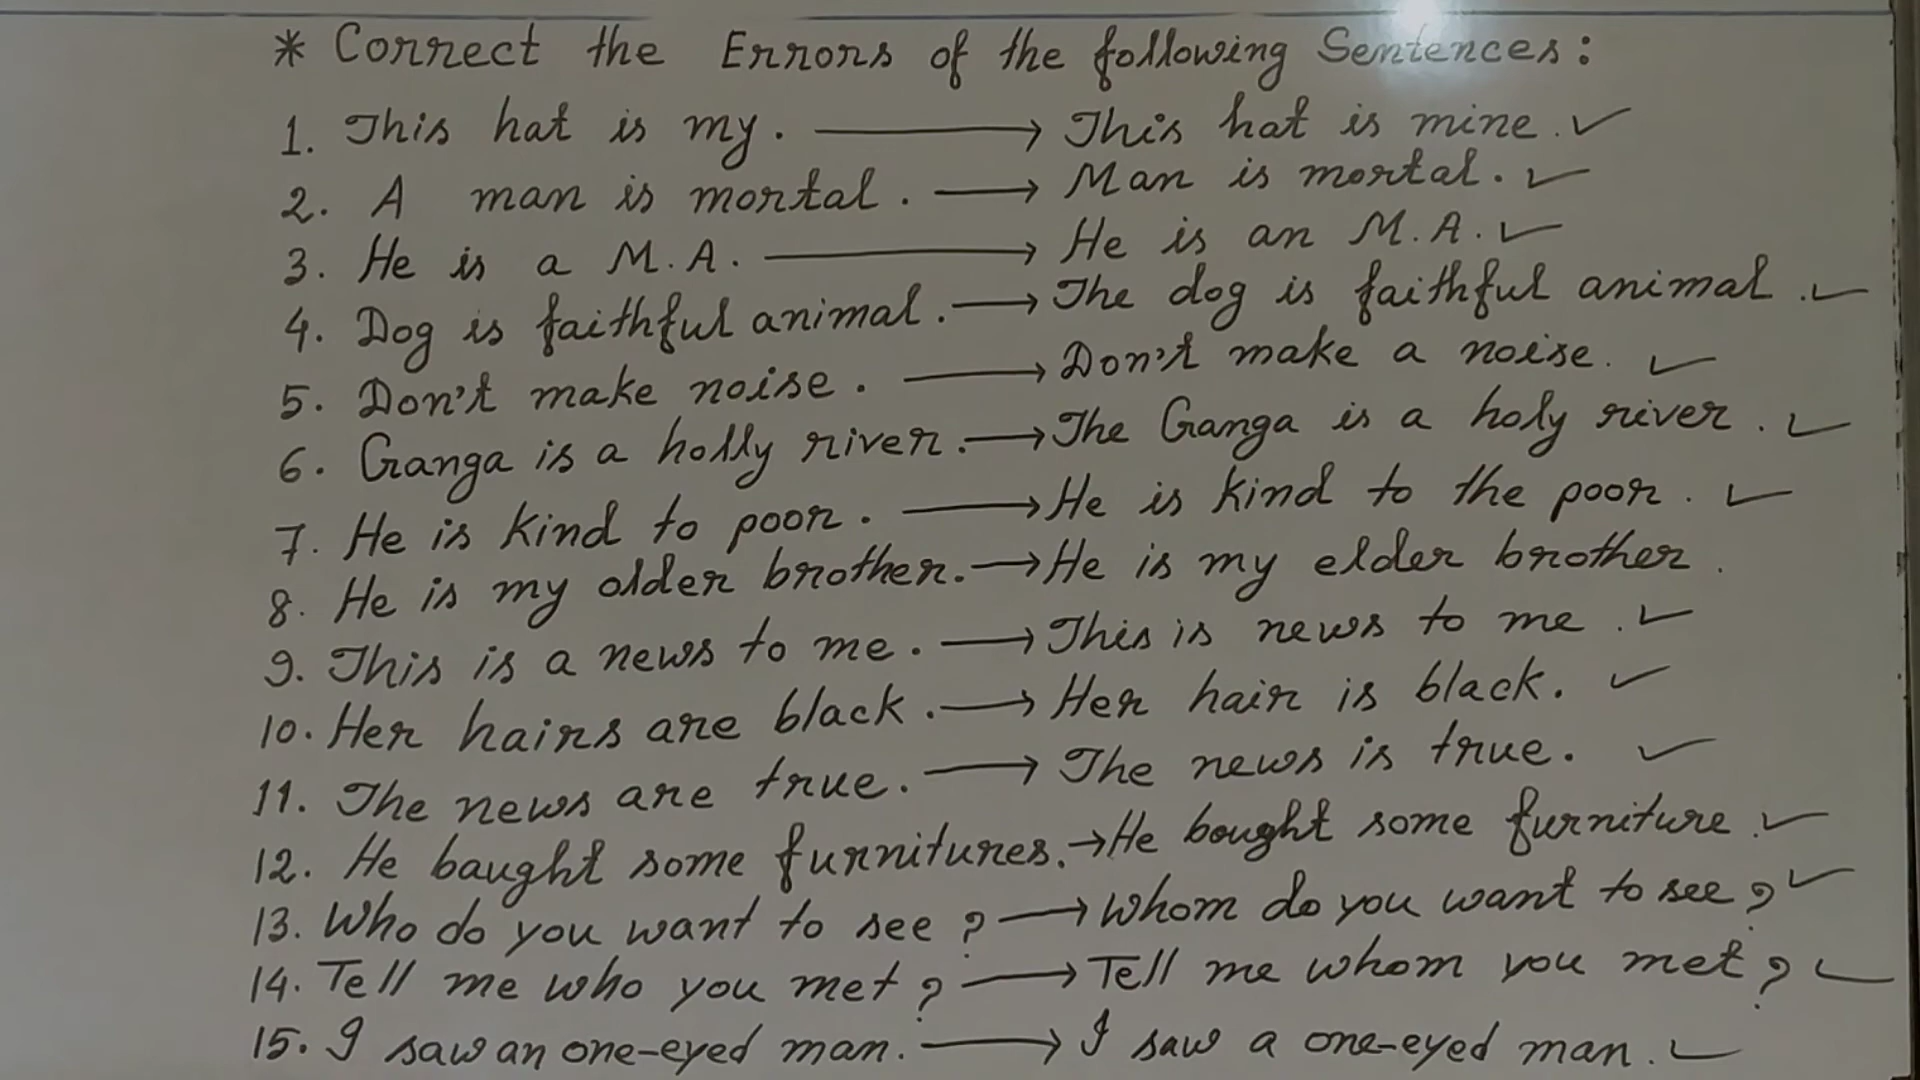 * Correct the Errors of the following Sentences:
1. This hat is my. → This hat is mine. ✓
2. A man is mortal. → Man is mortal. ✓
3. He is a M.A. → He is an M.A. ✓
4. Dog is faithful animal. → The dog is faithful animal. ✓
5. Don't make noise. → Don't make a noise. ✓
6. Ganga is a holly river. → The Ganga is a holy river. ✓
7. He is kind to poor. → He is kind to the poor. ✓
8. He is my older brother. → He is my elder brother.
9. This is a news to me. → This is news to me. ✓
10. Her hairs are black. → Her hair is black. ✓
11. The news are true. → The news is true. ✓
12. He baught some furnitures. → He bought some furniture. ✓
13. Who do you want to see? → Whom do you want to see? ✓
14. Tell me who you met? → Tell me whom you met? ✓
15. I saw an one-eyed man. → I saw a one-eyed man. ✓